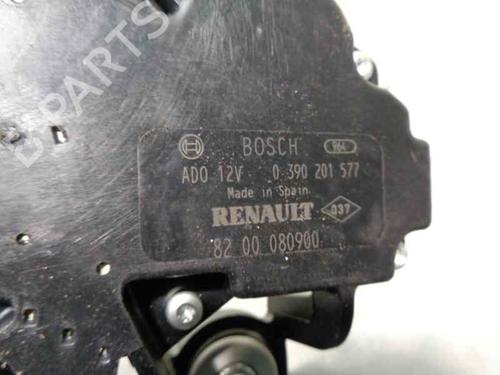 B-PARTS
BOSCH 964
ADO 12V 0 390 201 577
Made in Spain
RENAULT 037
82 00 080900